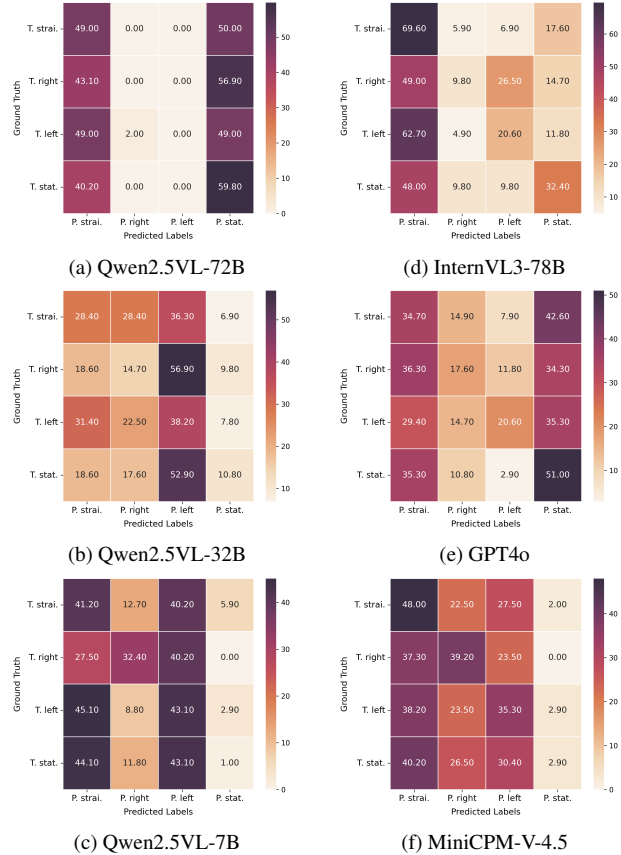 Ground Truth
T. strai. 49.00 0.00 0.00 50.00
T. right 43.10 0.00 0.00 56.90
T. left 49.00 2.00 0.00 49.00
T. stat. 40.20 0.00 0.00 59.80
P. strai. P. right P. left P. stat.
Predicted Labels
50
40
30
20
10
0
(a) Qwen2.5VL-72B
Ground Truth
T. strai. 69.60 5.90 6.90 17.60
T. right 49.00 9.80 26.50 14.70
T. left 62.70 4.90 20.60 11.80
T. stat. 48.00 9.80 9.80 32.40
P. strai. P. right P. left P. stat.
Predicted Labels
60
50
40
30
20
10
(d) InternVL3-78B
Ground Truth
T. strai. 28.40 28.40 36.30 6.90
T. right 18.60 14.70 56.90 9.80
T. left 31.40 22.50 38.20 7.80
T. stat. 18.60 17.60 52.90 10.80
P. strai. P. right P. left P. stat.
Predicted Labels
50
40
30
20
10
(b) Qwen2.5VL-32B
Ground Truth
T. strai. 34.70 14.90 7.90 42.60
T. right 36.30 17.60 11.80 34.30
T. left 29.40 14.70 20.60 35.30
T. stat. 35.30 10.80 2.90 51.00
P. strai. P. right P. left P. stat.
Predicted Labels
50
40
30
20
10
(e) GPT4o
Ground Truth
T. strai. 41.20 12.70 40.20 5.90
T. right 27.50 32.40 40.20 0.00
T. left 45.10 8.80 43.10 2.90
T. stat. 44.10 11.80 43.10 1.00
P. strai. P. right P. left P. stat.
Predicted Labels
40
30
20
10
0
(c) Qwen2.5VL-7B
Ground Truth
T. strai. 48.00 22.50 27.50 2.00
T. right 37.30 39.20 23.50 0.00
T. left 38.20 23.50 35.30 2.90
T. stat. 40.20 26.50 30.40 2.90
P. strai. P. right P. left P. stat.
Predicted Labels
40
30
20
10
0
(f) MiniCPM-V-4.5